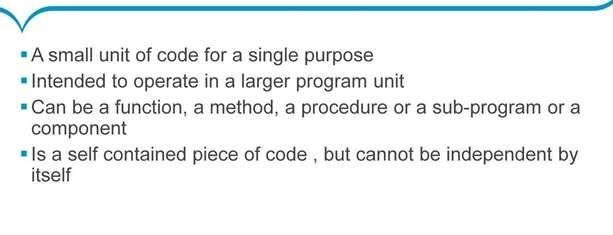 ▪ A small unit of code for a single purpose
▪ Intended to operate in a larger program unit
▪ Can be a function, a method, a procedure or a sub-program or a
component
▪ Is a self contained piece of code , but cannot be independent by
itself